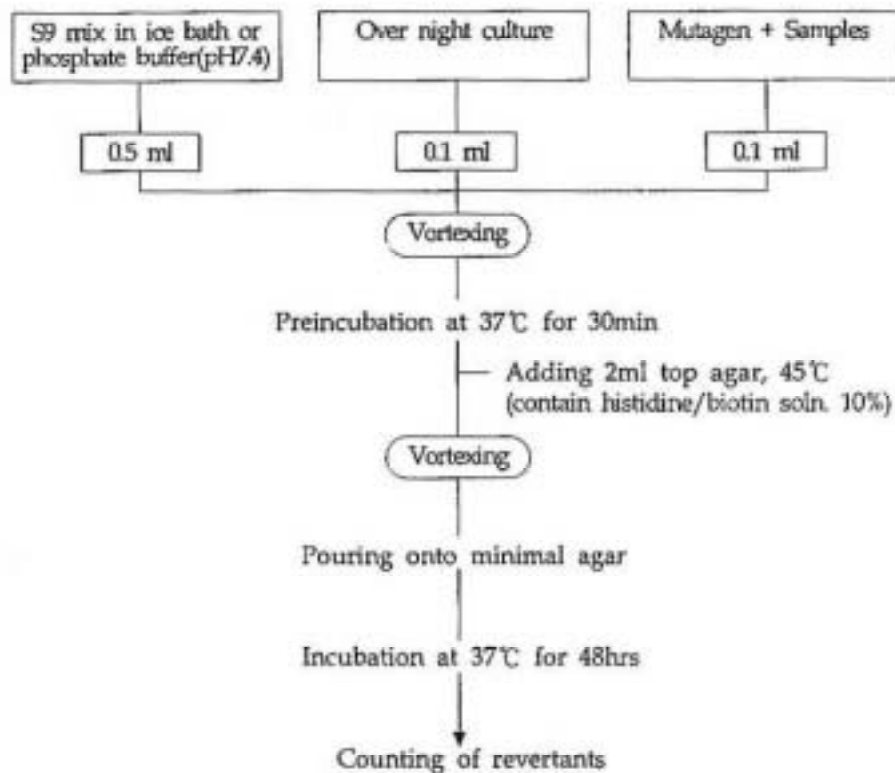 S9 mix in ice bath or
phosphate buffer(pH7.4)
Over night culture
Mutagen + Samples
0.5 ml
0.1 ml
0.1 ml
Vortexing
Preincubation at 37℃ for 30min
Adding 2ml top agar, 45℃
(contain histidine/biotin soln. 10%)
Vortexing
Pouring onto minimal agar
Incubation at 37℃ for 48hrs
Counting of revertants